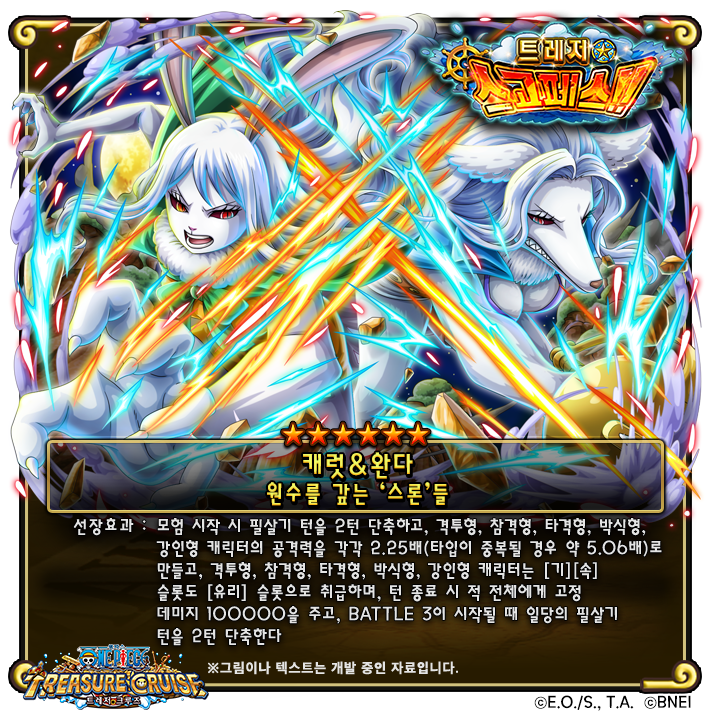 트레자
스고페스!!
캐럿&완다
원수를 갚는 ‘스론’들
선장효과 : 모험 시작 시 필살기 턴을 2턴 단축하고, 격투형, 참격형, 타격형, 박식형,
강인형 캐릭터의 공격력을 각각 2.25배(타입이 중복될 경우 약 5.06배)로
만들고, 격투형, 참격형, 타격형, 박식형, 강인형 캐릭터는 [기][속]
슬롯도 [유리] 슬롯으로 취급하며, 턴 종료 시 적 전체에게 고정
데미지 100000을 주고, BATTLE 3이 시작될 때 일당의 필살기
턴을 2턴 단축한다
※그림이나 텍스트는 개발 중인 자료입니다.
ONE PIECE
TREASURE CRUISE
트레저 크루즈
©E.O./S., T.A. ©BNEI